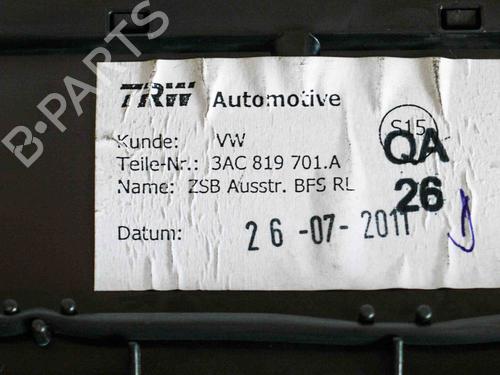 B-PARTS
TRW Automotive
Kunde: VW
S15
Teile-Nr.: 3AC 819 701.A
QA
Name: ZSB Ausstr. BFS RL
26
Datum: 26-07-2011